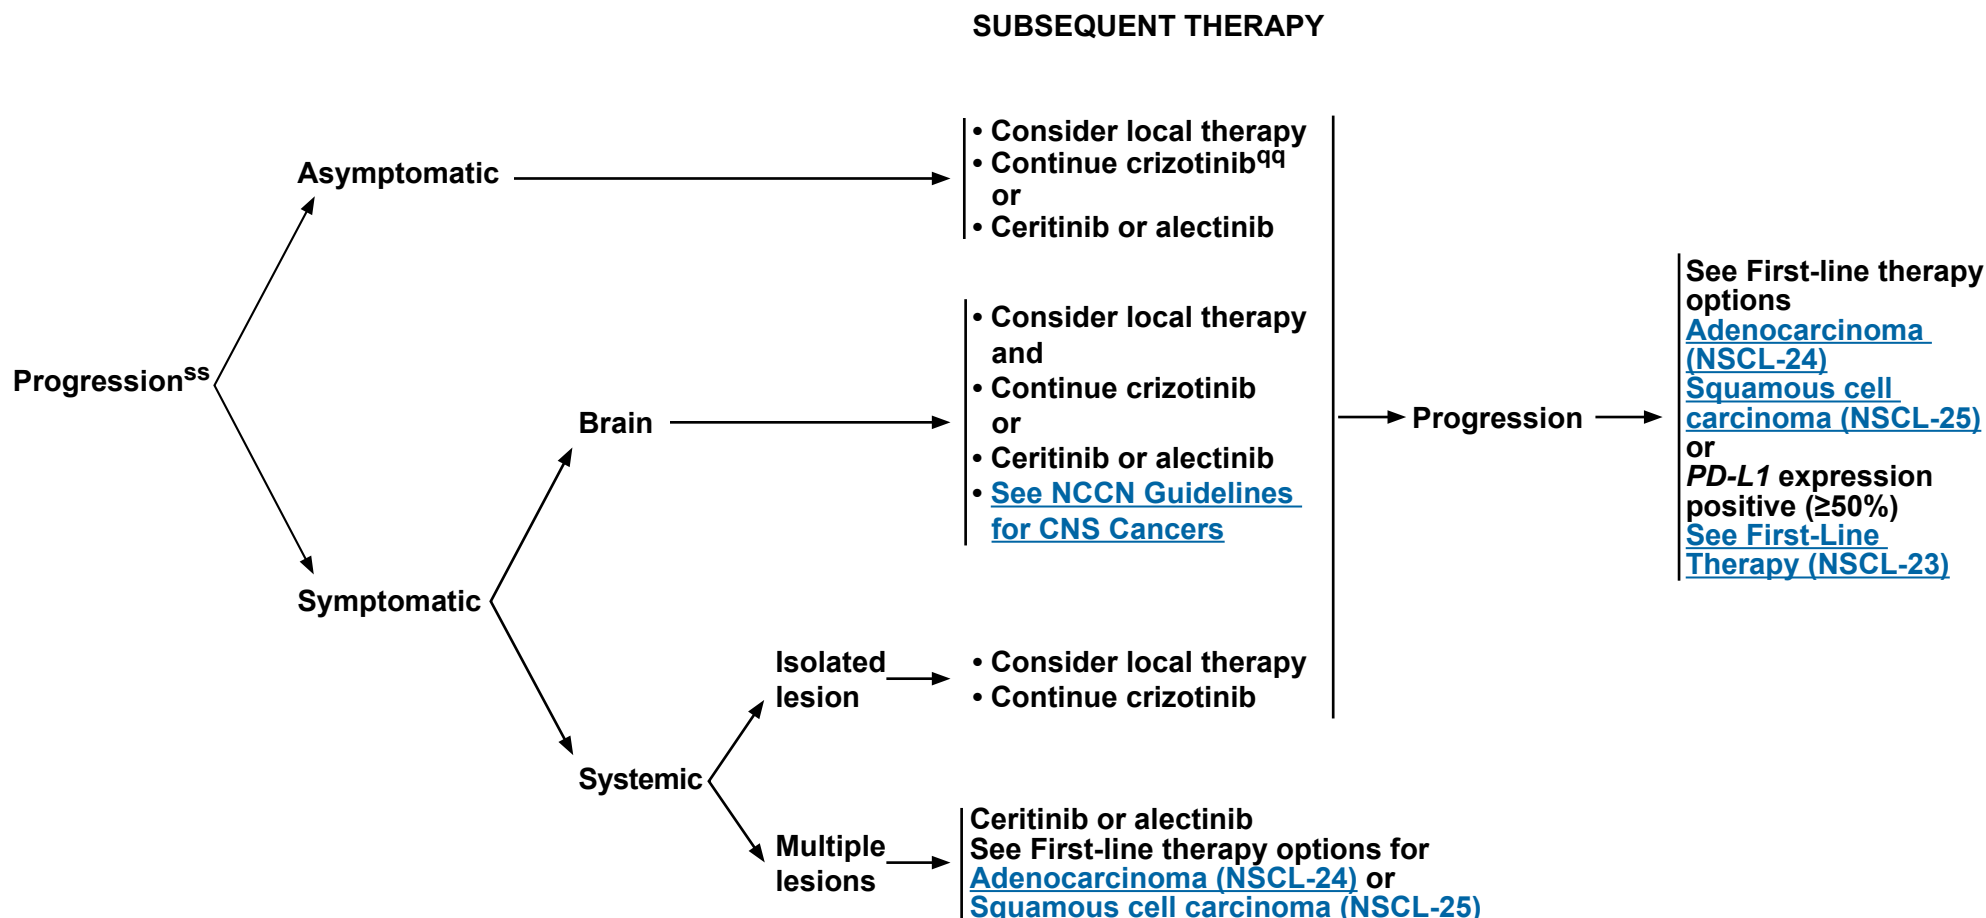 SUBSEQUENT THERAPY
Progressionss
Asymptomatic
• Consider local therapy
• Continue crizotinibqq
or
• Ceritinib or alectinib
Symptomatic
Brain
• Consider local therapy
and
• Continue crizotinib
or
• Ceritinib or alectinib
• See NCCN Guidelines
for CNS Cancers
Systemic
Isolated
lesion
• Consider local therapy
• Continue crizotinib
Multiple
lesions
Ceritinib or alectinib
See First-line therapy options for
Adenocarcinoma (NSCL-24) or
Squamous cell carcinoma (NSCL-25)
Progression
See First-line therapy
options
Adenocarcinoma
(NSCL-24)
Squamous cell
carcinoma (NSCL-25)
or
PD-L1 expression
positive (≥50%)
See First-Line
Therapy (NSCL-23)